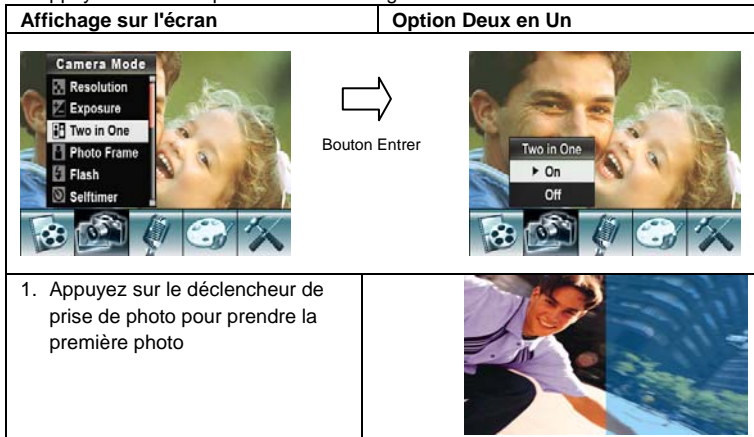 Affichage sur l'écran
Option Deux en Un
Camera Mode
Resolution
Exposure
Two in One
Photo Frame
Flash
Selftimer
Bouton Entrer
Two in One
On
Off
1. Appuyez sur le déclencheur de
prise de photo pour prendre la
première photo